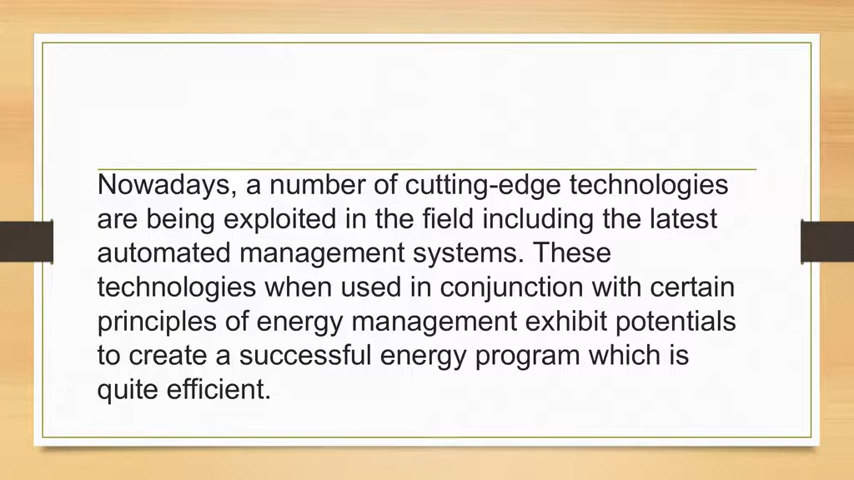 Nowadays, a number of cutting-edge technologies
are being exploited in the field including the latest
automated management systems. These
technologies when used in conjunction with certain
principles of energy management exhibit potentials
to create a successful energy program which is
quite efficient.